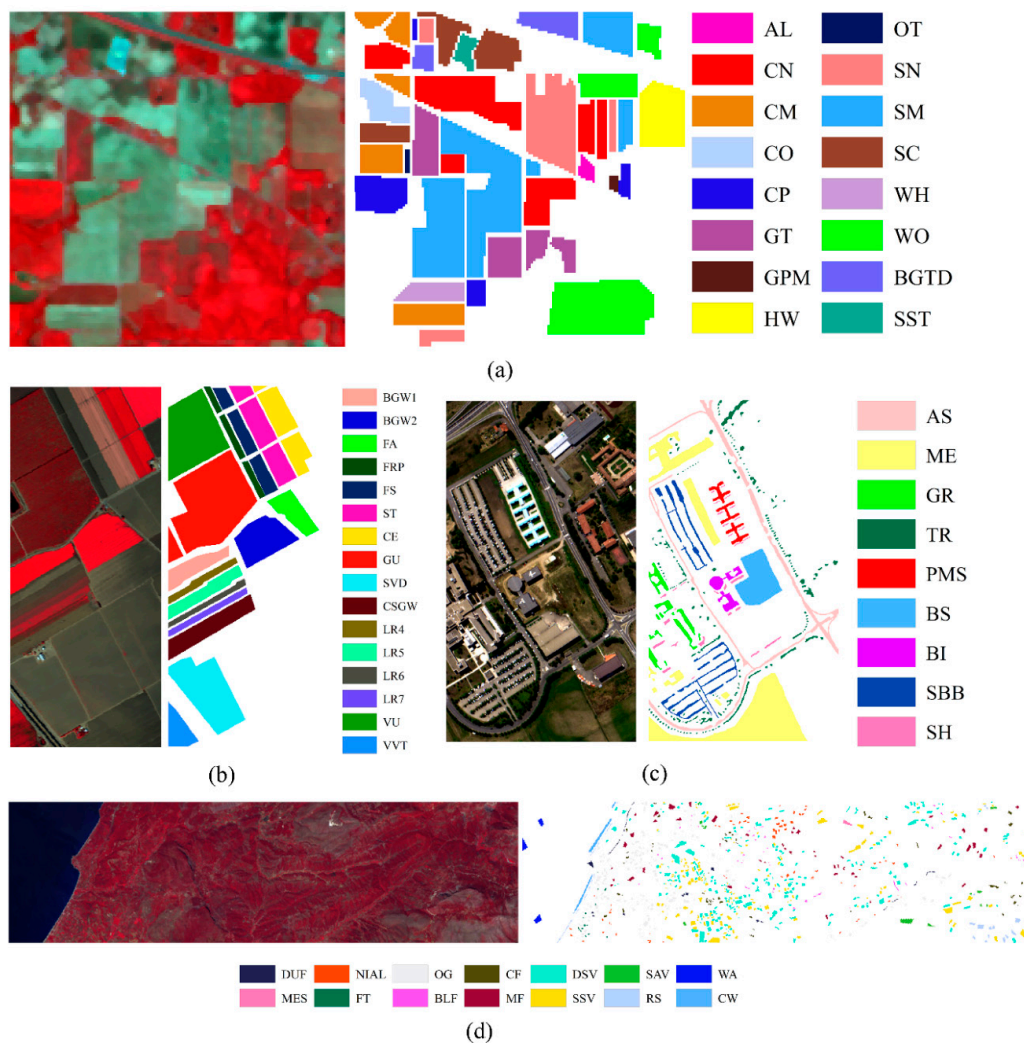 AL OT
CN SN
CM SM
CO SC
CP WH
GT WO
GPM BGTD
HW SST
(a)
BGW1
BGW2
FA
FRP
FS
ST
CE
GU
SVD
CSGW
LR4
LR5
LR6
LR7
VU
VVT
(b)
AS
ME
GR
TR
PMS
BS
BI
SBB
SH
(c)
DUF NIAL OG CF DSV SAV WA
MES FT BLF MF SSV RS CW
(d)